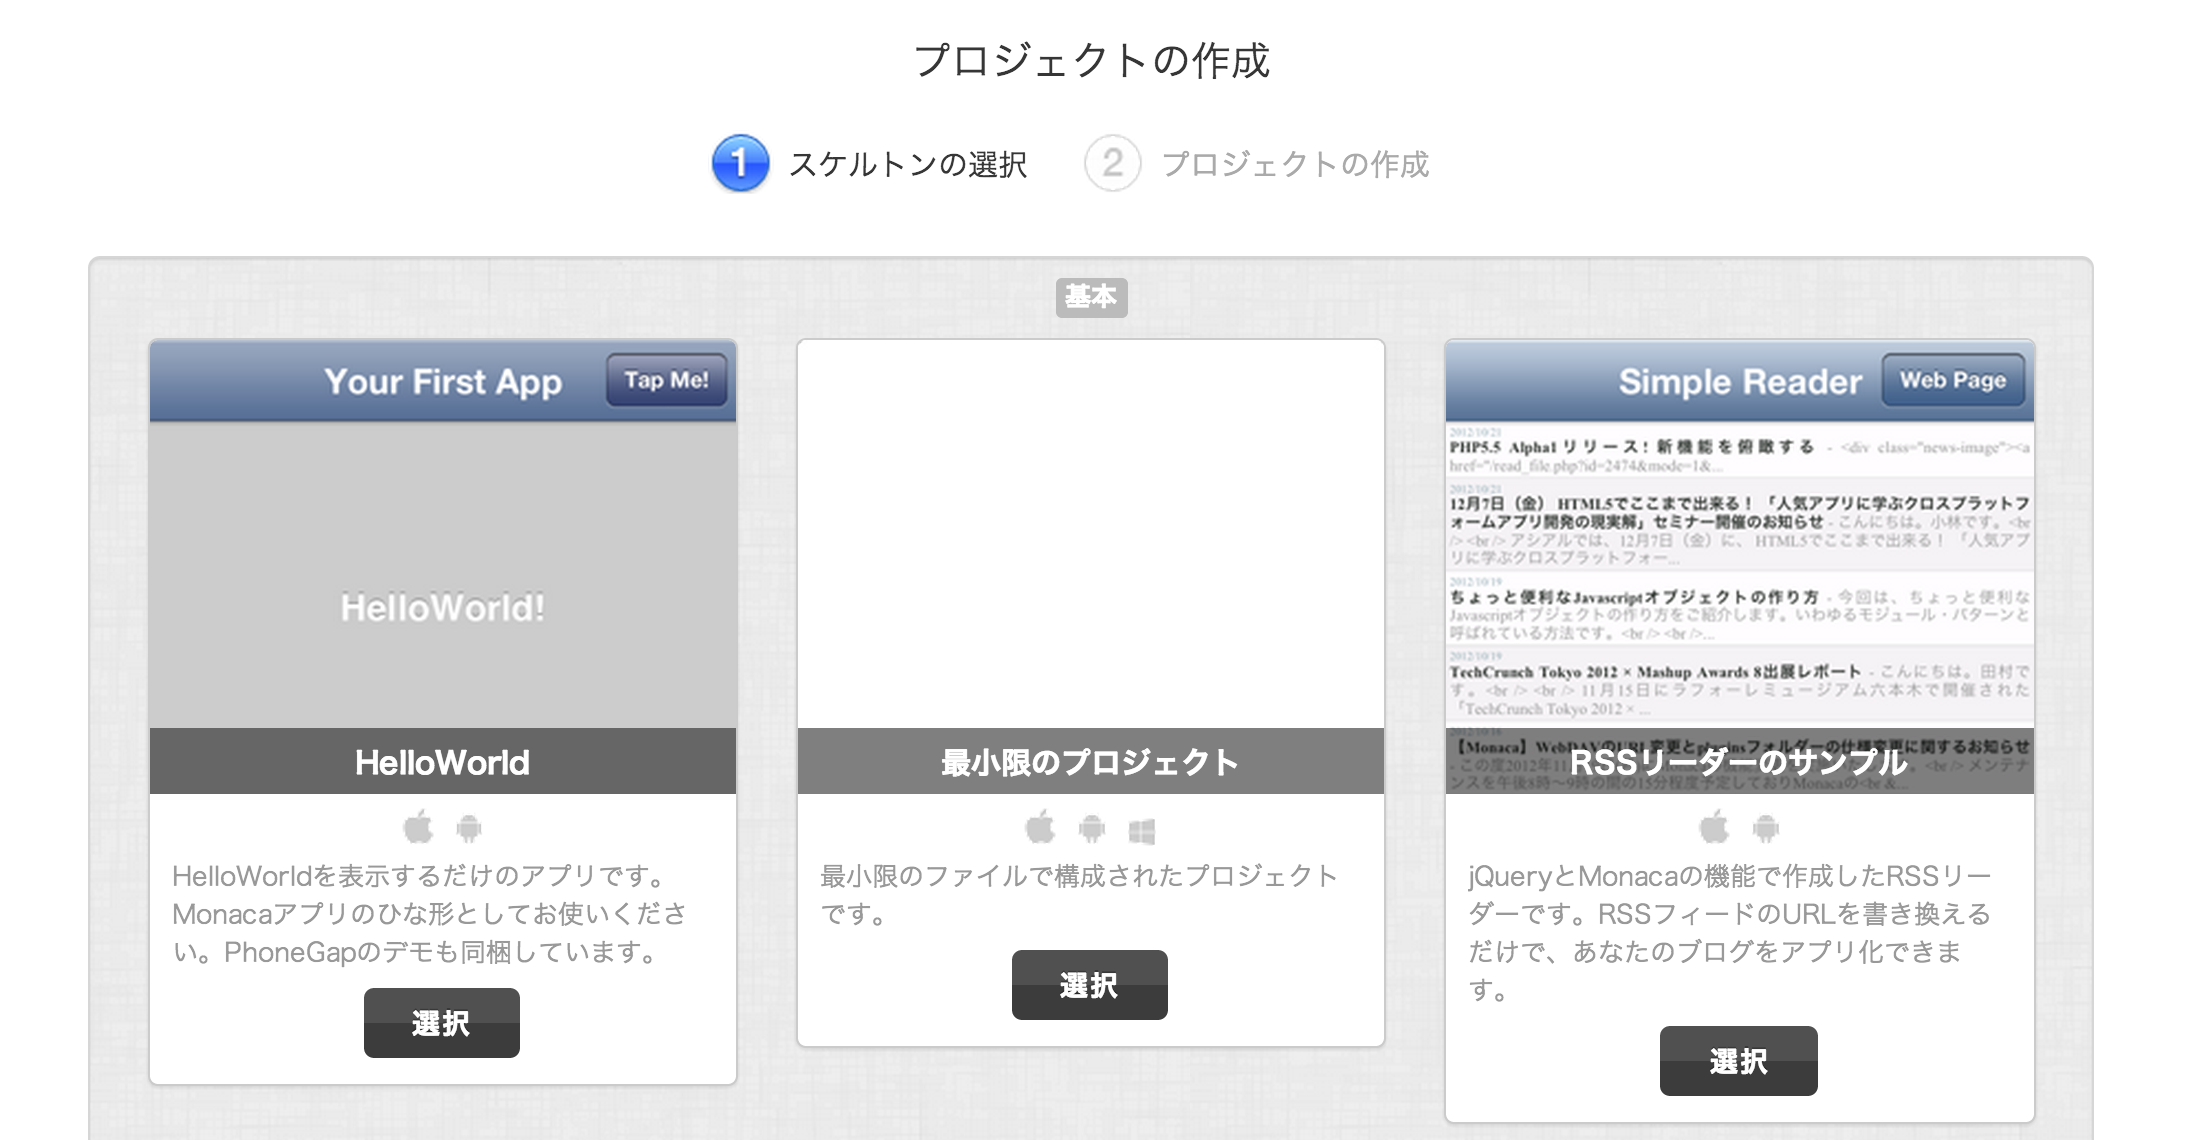 プロジェクトの作成
1 スケルトンの選択
2 プロジェクトの作成
基本
Your First App
Tap Me!
HelloWorld!
HelloWorld
HelloWorldを表示するだけのアプリです。
Monacaアプリのひな形としてお使いくださ
い。PhoneGapのデモも同梱しています。
選択
最小限のプロジェクト
最小限のファイルで構成されたプロジェクト
です。
選択
Simple Reader
Web Page
2012/10/21
PHP5.5 Alpha1リリース! 新機能を俯瞰する - <div class="news-image"><a
href="/read_file.php?id=2474&mode=1&...
2012/10/21
12月7日（金） HTML5でここまで出来る！「人気アプリに学ぶクロスプラットフ
ォームアプリ開発の現実解」セミナー開催のお知らせ - こんにちは。小林です。<br
/> <br /> アシアルでは、12月7日（金）に、 HTML5でここまで出来る！「人気アプ
リに学ぶクロスプラットフォー...
2012/10/19
ちょっと便利なJavascriptオブジェクトの作り方 - 今回は、ちょっと便利な
Javascriptオブジェクトの作り方をご紹介します。いわゆるモジュール・パターンと
呼ばれている方法です。<br /> <br />...
2012/10/19
TechCrunch Tokyo 2012 × Mashup Awards 8出展レポート - こんにちは。田村で
す。<br /> <br /> 11月15日にラフォーレミュージアム六本木で開催された
「TechCrunch Tokyo 2012 × ...
2012/10/16
【Monaca】WebDAVのURL変更とpluginsフォルダーの仕様変更に関するお知らせ
RSSリーダーのサンプル
- この度2012年11 <br /> メンテナ
ンスを午後8時〜9時の間の15分程度予定しておりMonacaの<br &...
jQueryとMonacaの機能で作成したRSSリー
ダーです。RSSフィードのURLを書き換える
だけで、あなたのブログをアプリ化できま
す。
選択